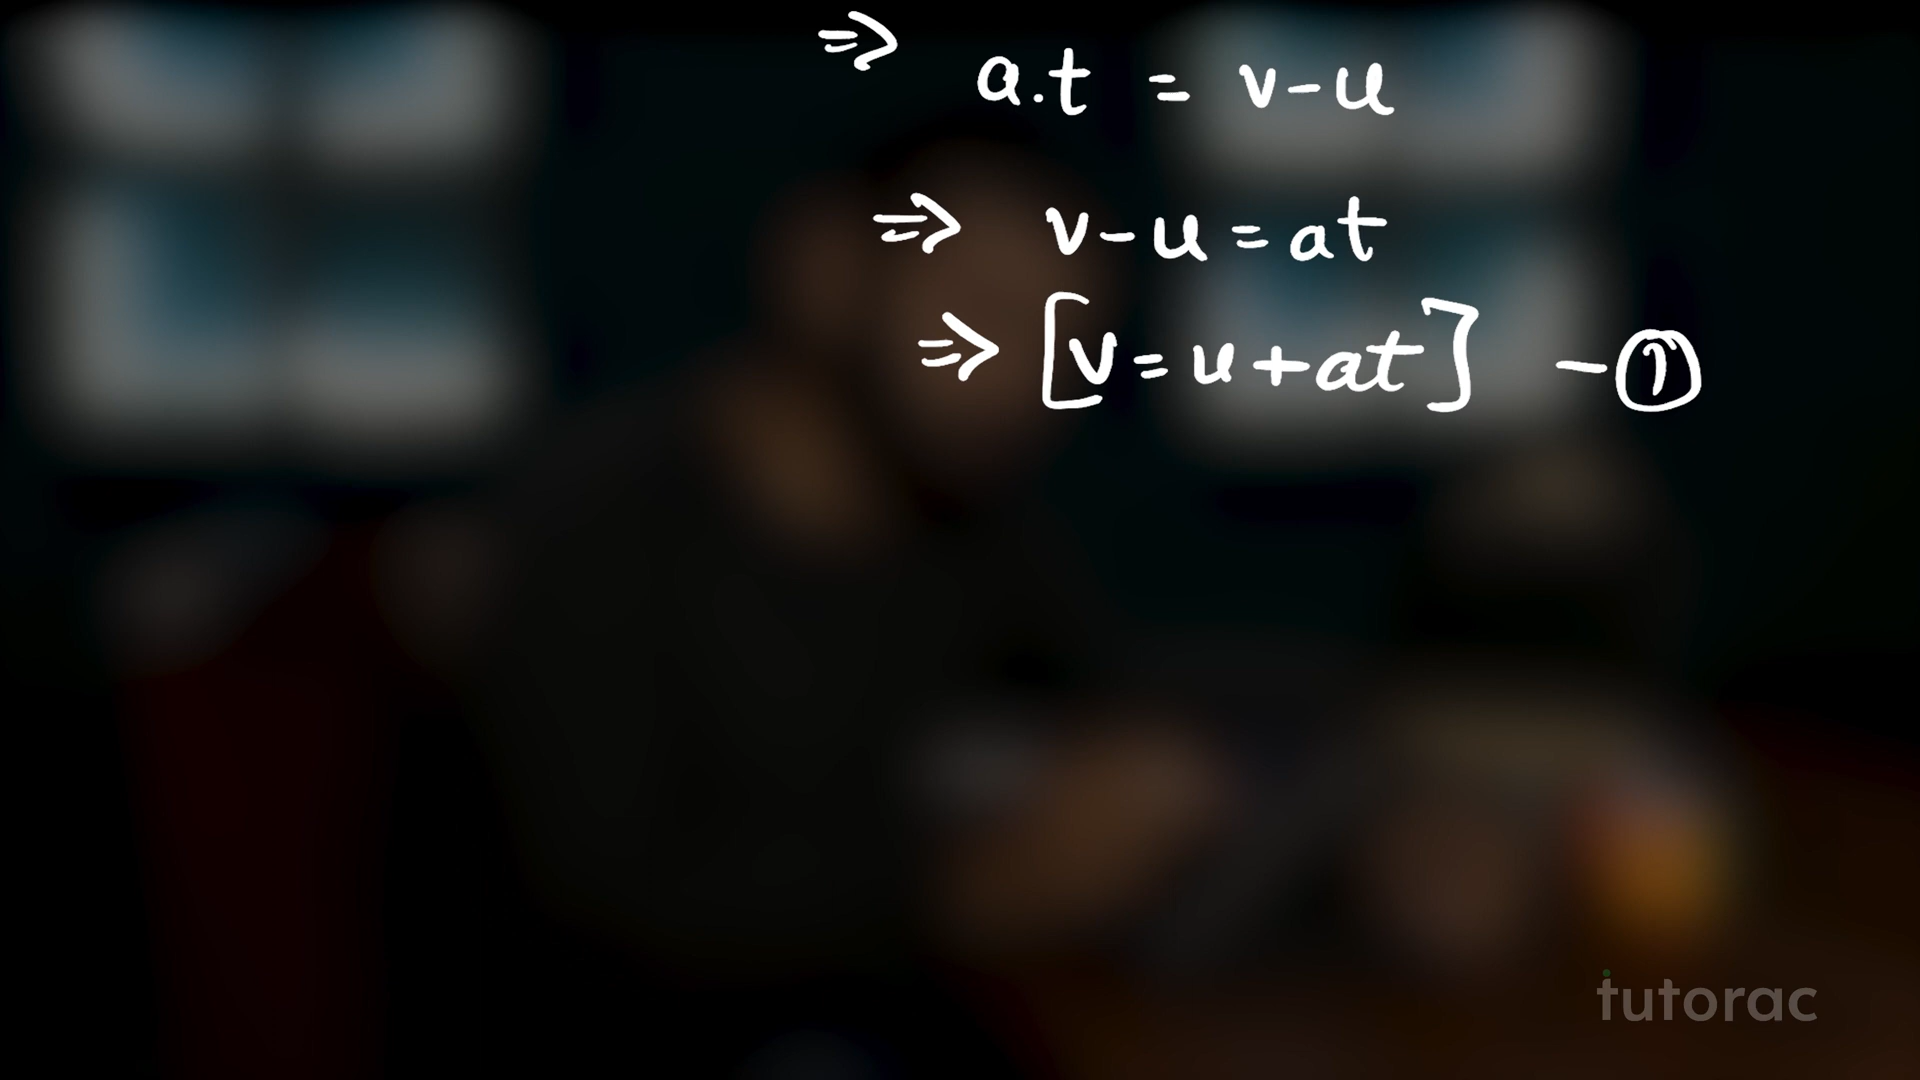 ⇒ a.t = v-u
⇒ v-u = at
⇒ [v = u + at] - ①
tutorac